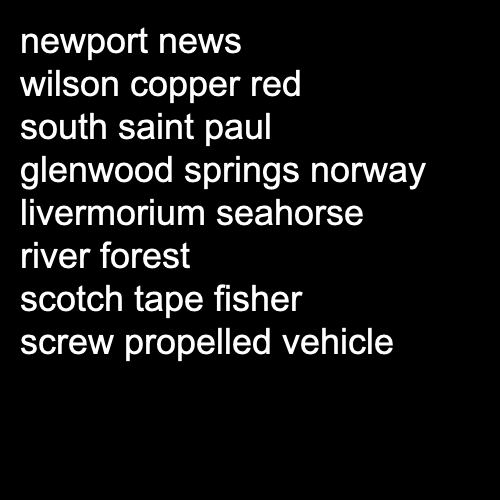 newport news
wilson copper red
south saint paul
glenwood springs norway
livermorium seahorse
river forest
scotch tape fisher
screw propelled vehicle